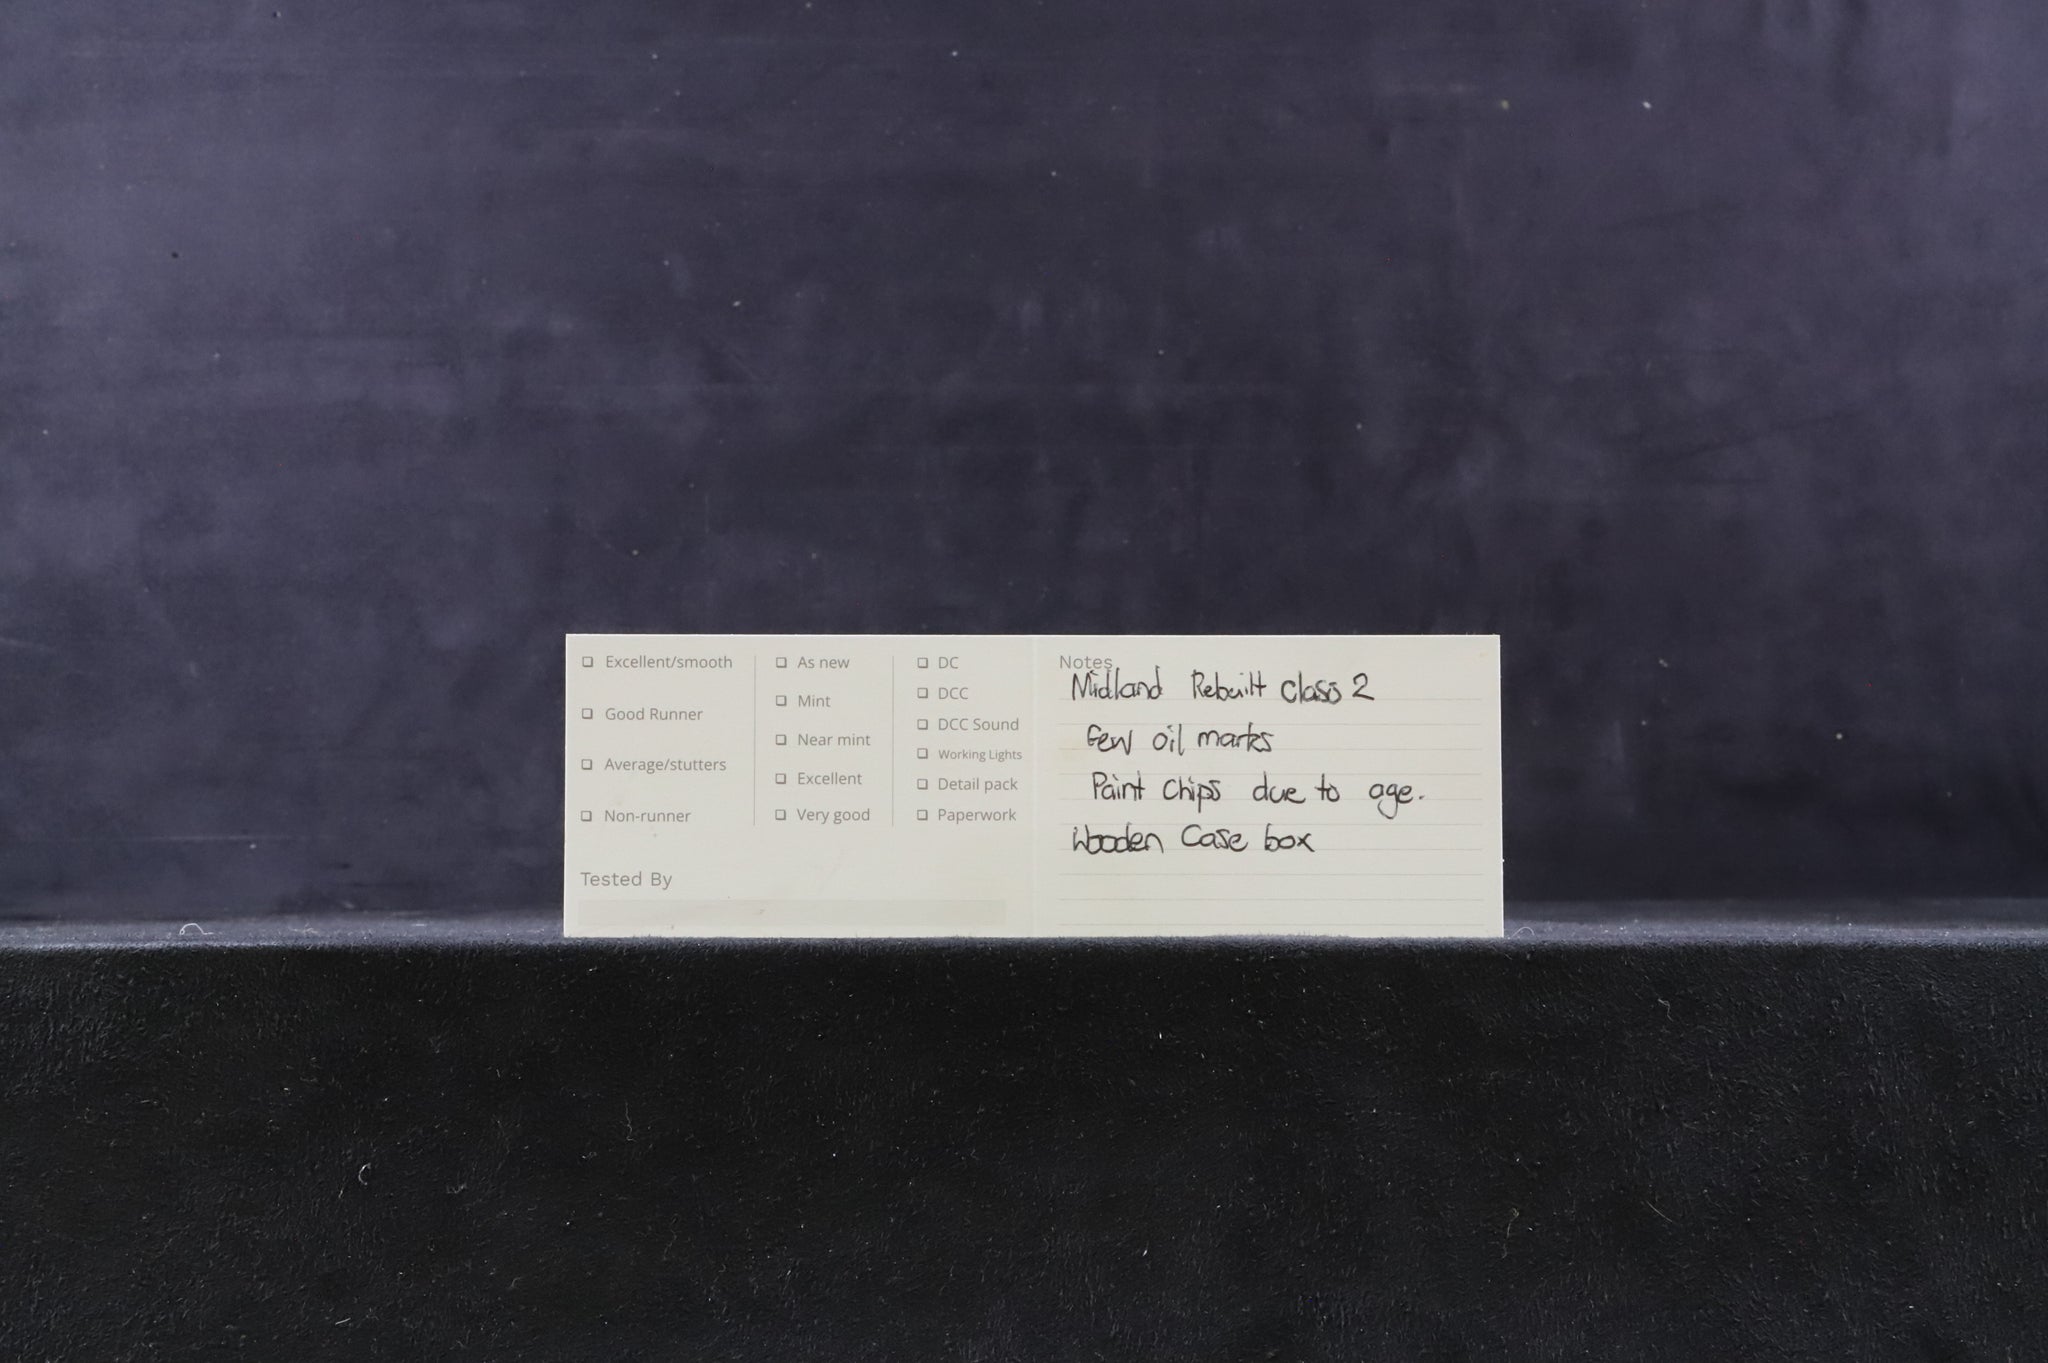 ❏ Excellent/smooth
❏ Good Runner
❏ Average/stutters
❏ Non-runner
❏ As new
❏ Mint
❏ Near mint
❏ Excellent
❏ Very good
❏ DC
❏ DCC
❏ DCC Sound
❏ Working Lights
❏ Detail pack
❏ Paperwork
Tested By
Notes
Midland Rebuilt Class 2
Few oil marks
Paint Chips due to age.
Wooden Case box